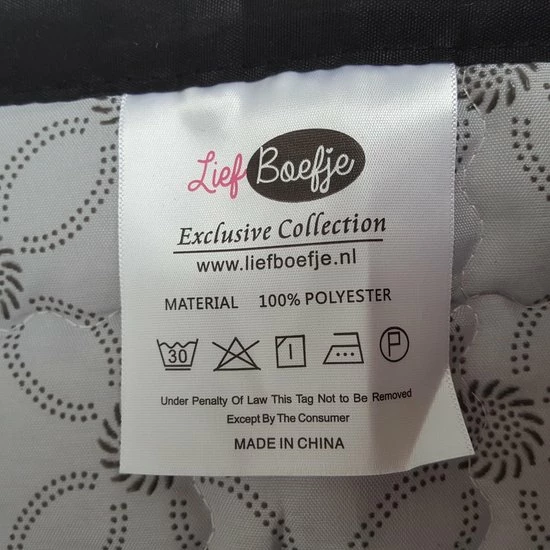 Lief Boefje
Exclusive Collection
www.liefboefje.nl
MATERIAL 100% POLYESTER
30 P
Under Penalty Of Law This Tag Not to Be Removed
Except By The Consumer
MADE IN CHINA